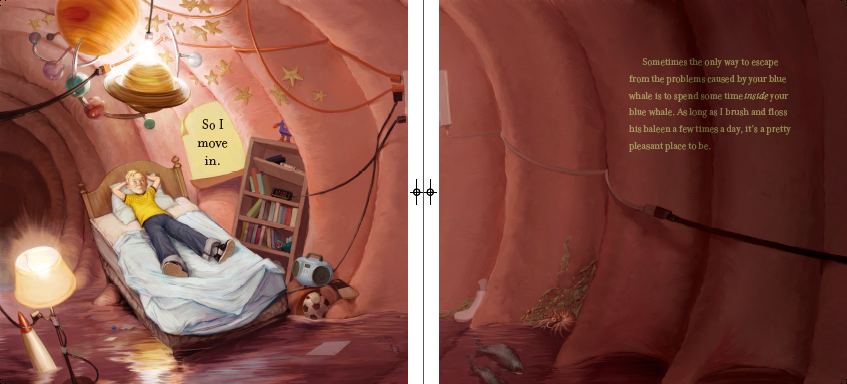 So I
move
in.
Sometimes the only way to escape
from the problems caused by your blue
whale is to spend some time inside your
blue whale. As long as I brush and floss
his baleen a few times a day, it's a pretty
pleasant place to be.